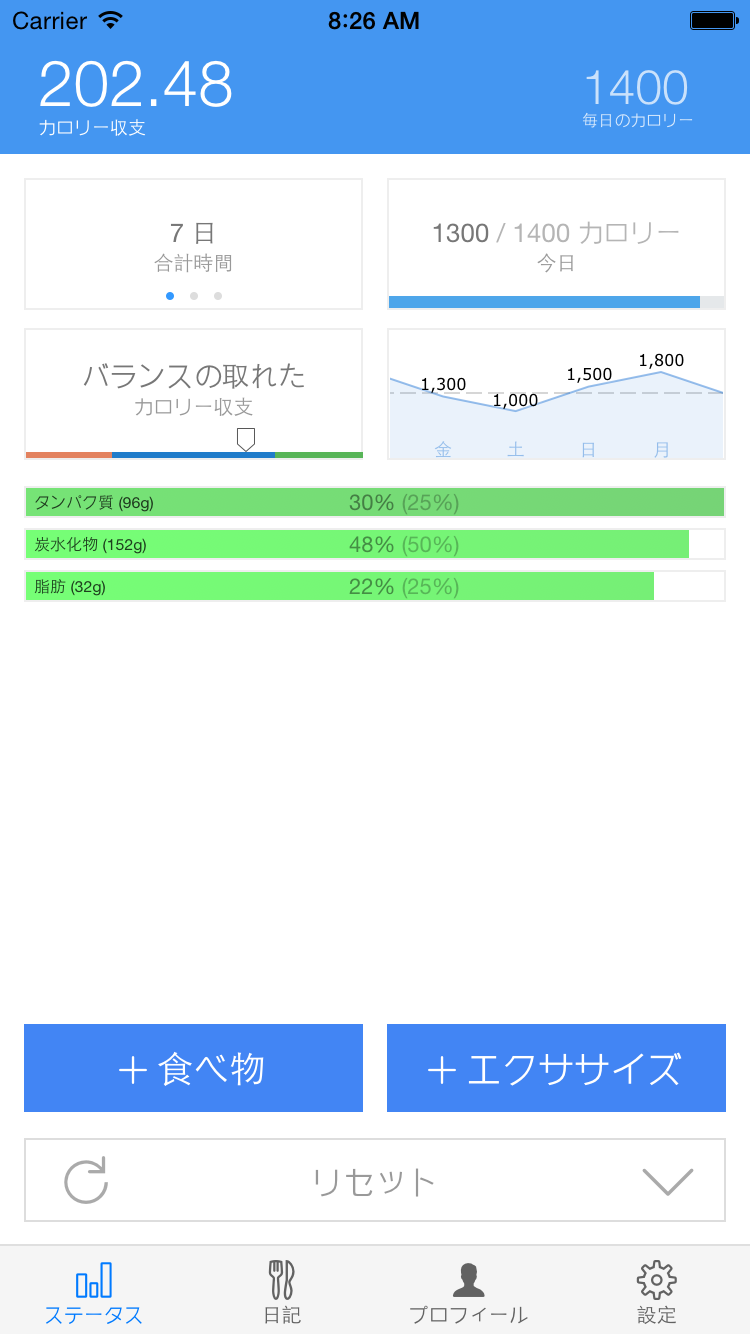 Carrier 8:26 AM
202.48 1400
カロリー収支 毎日のカロリー
7 日
合計時間
1300 / 1400 カロリー
今日
バランスの取れた
カロリー収支
1,300 1,000 1,500 1,800
金 土 日 月
タンパク質 (96g) 30% (25%)
炭水化物 (152g) 48% (50%)
脂肪 (32g) 22% (25%)
＋食べ物 ＋エクササイズ
リセット
ステータス 日記 プロフィール 設定